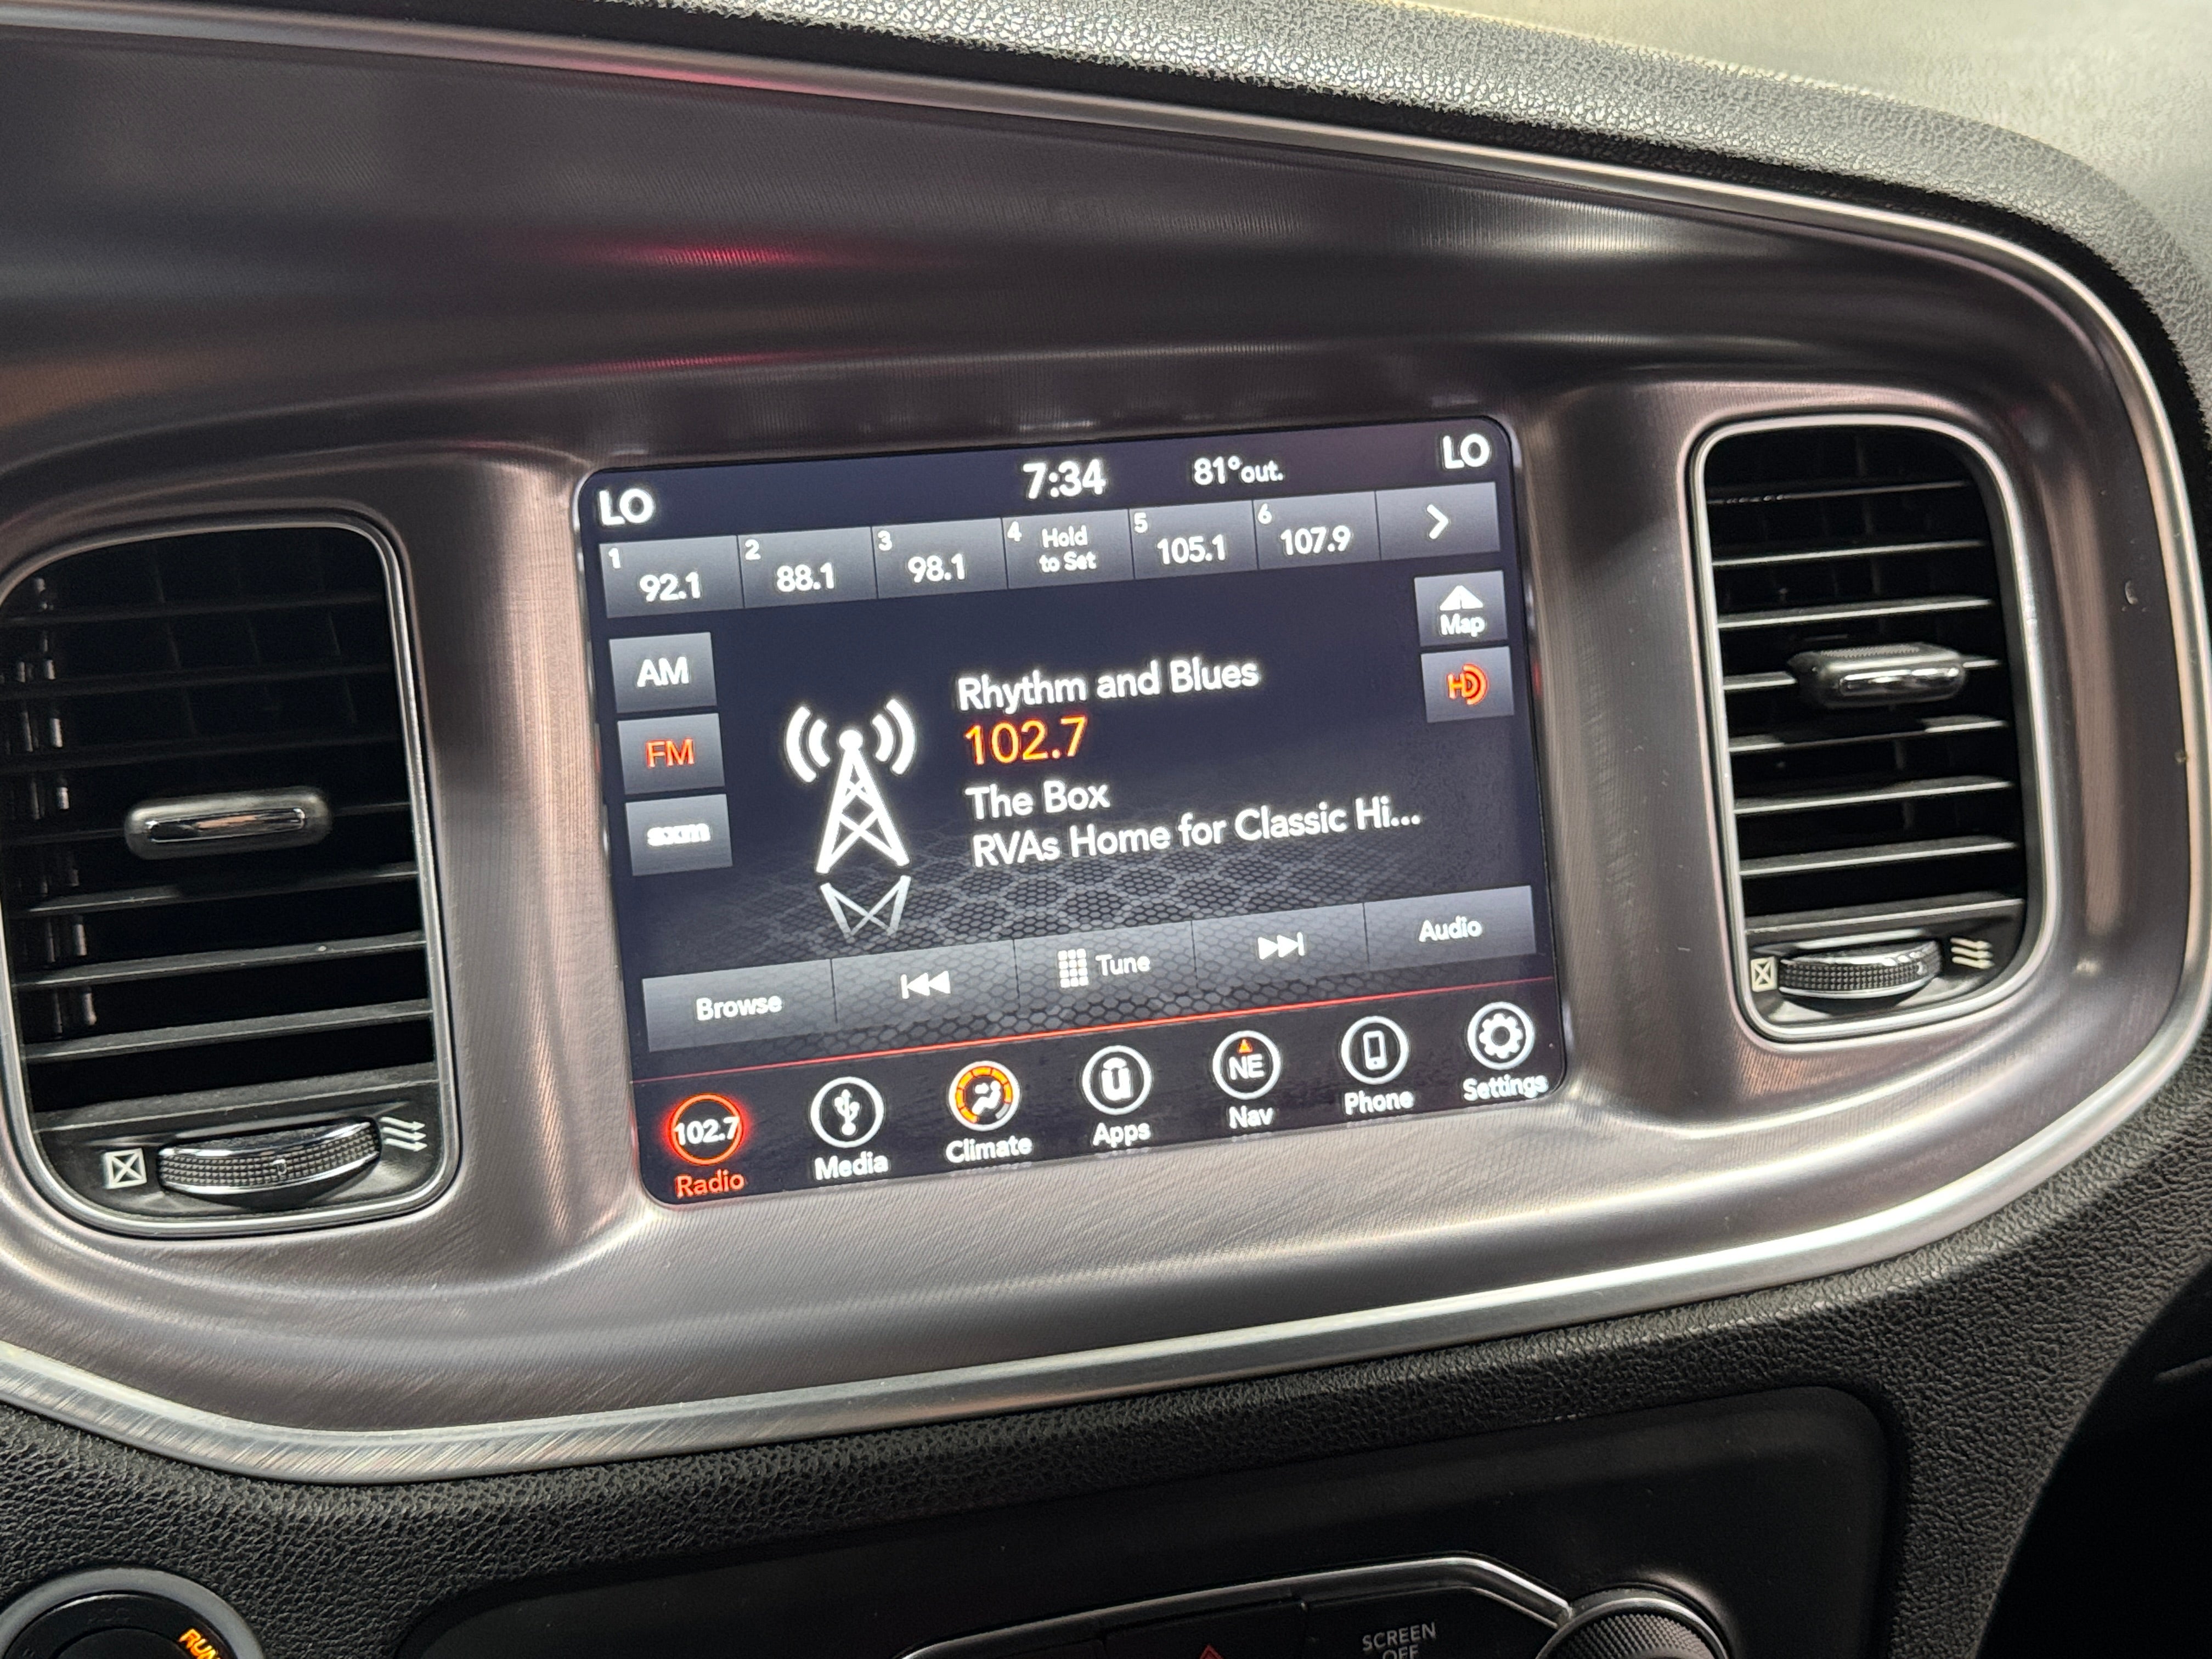 LO 7:34 81°out. LO
1 92.1 2 88.1 3 98.1 4 Hold to Set 5 105.1 6 107.9
Map
AM
HD
Rhythm and Blues
FM
102.7
The Box
sxm
RVAs Home for Classic Hi...
Browse Tune Audio
102.7 NE
Radio Media Climate Apps Nav Phone Settings
RUN
SCREEN
OFF